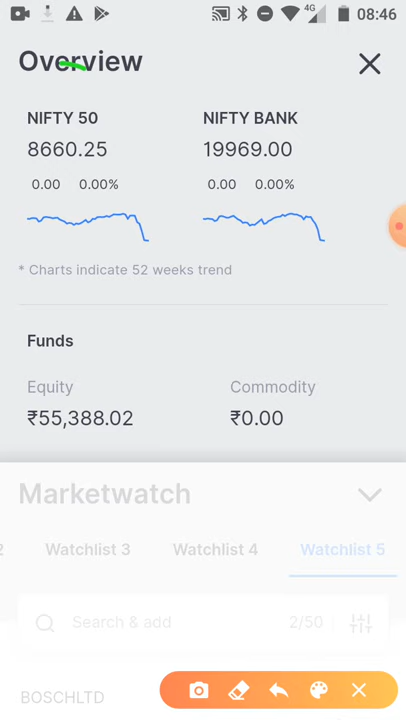 4G 08:46
Overview
NIFTY 50 NIFTY BANK
8660.25 19969.00
0.00 0.00% 0.00 0.00%
* Charts indicate 52 weeks trend
Funds
Equity Commodity
₹55,388.02 ₹0.00
Marketwatch
2 Watchlist 3 Watchlist 4 Watchlist 5
Search & add 2/50
BOSCHLTD